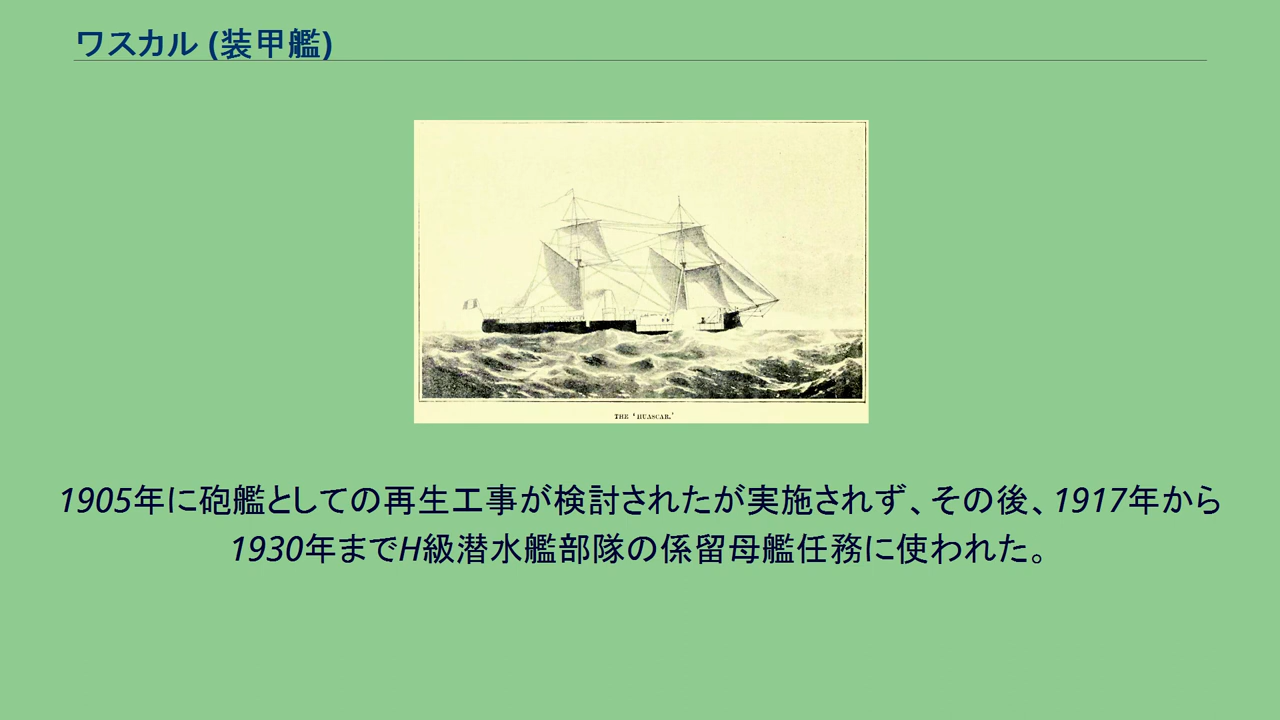 ワスカル (装甲艦)
THE 'HUASCAR.'
1905年に砲艦としての再生工事が検討されたが実施されず、その後、1917年から
1930年までH級潜水艦部隊の係留母艦任務に使われた。